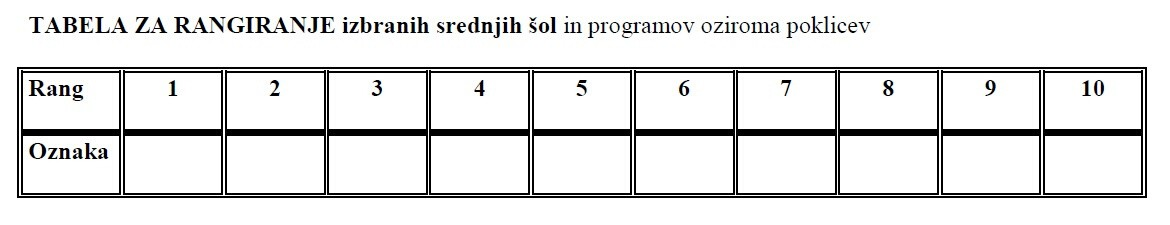 TABELA ZA RANGIRANJE izbranih srednjih šol in programov oziroma poklicev
Rang 1 2 3 4 5 6 7 8 9 10
Oznaka